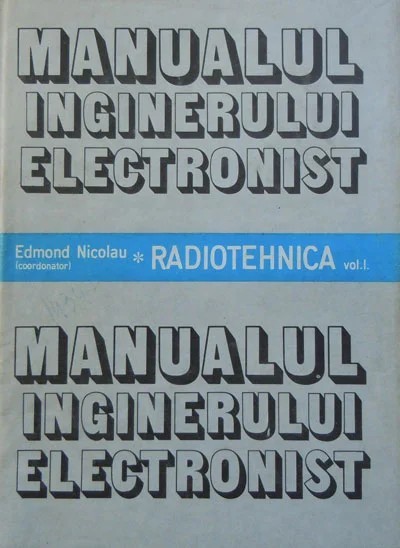 MANUALUL
INGINERULUI
ELECTRONIST
Edmond Nicolau * RADIOTEHNICA vol.I.
(coordonator)
MANUALUL
INGINERULUI
ELECTRONIST